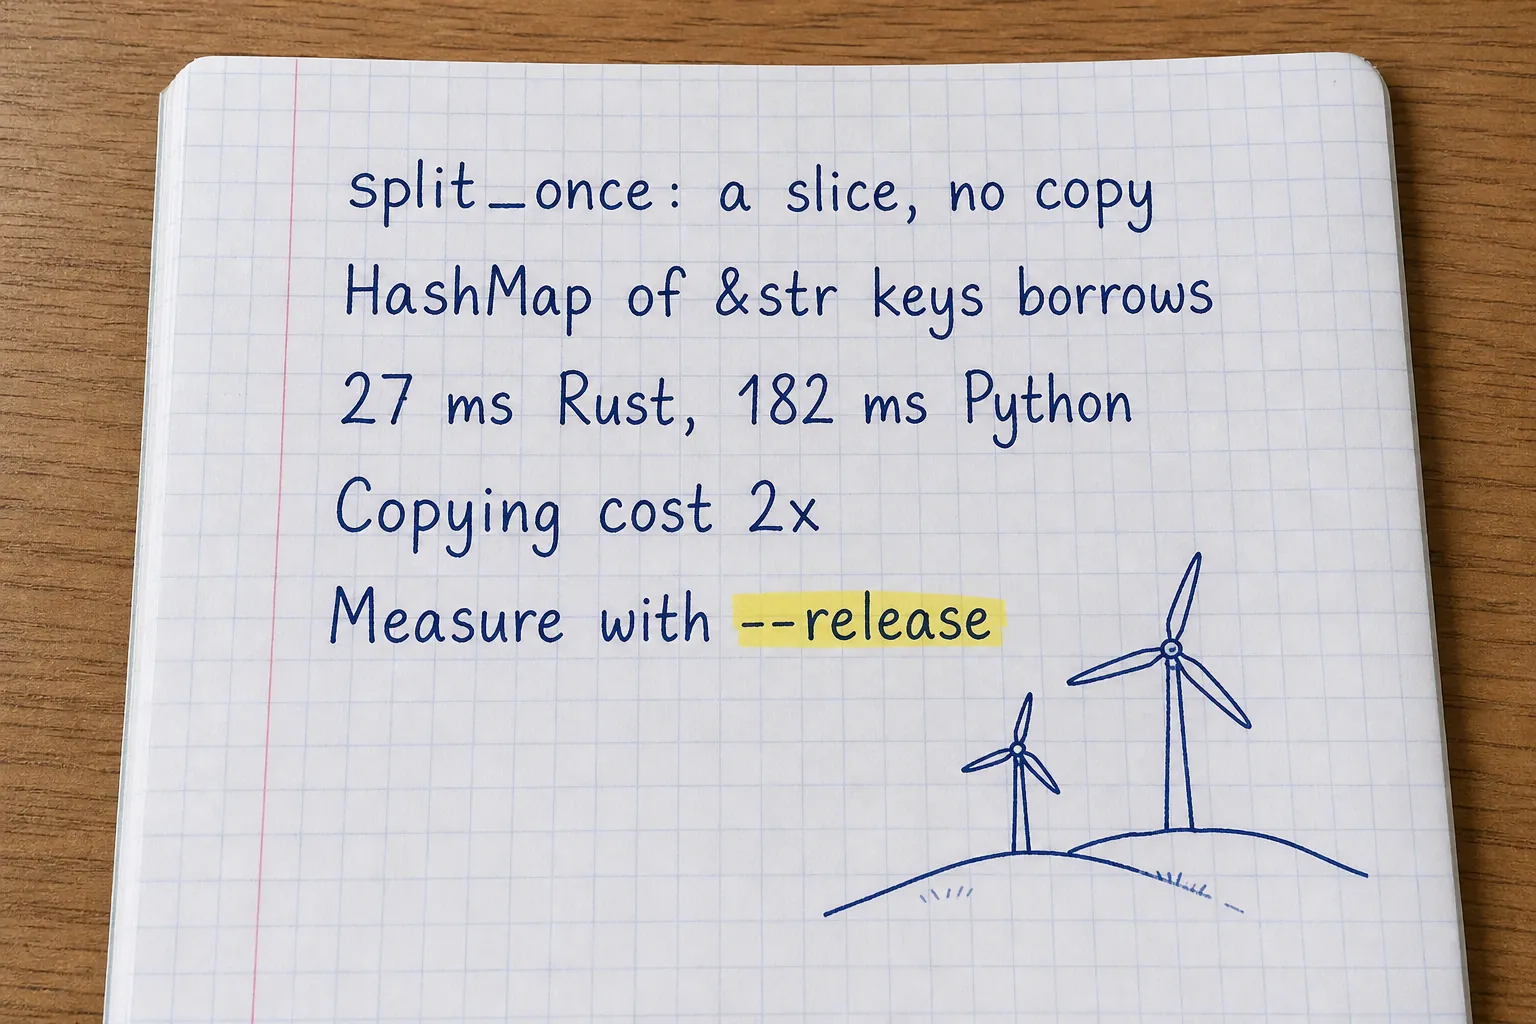 split_once: a slice, no copy
HashMap of &str keys borrows
27 ms Rust, 182 ms Python
Copying cost 2x
Measure with --release